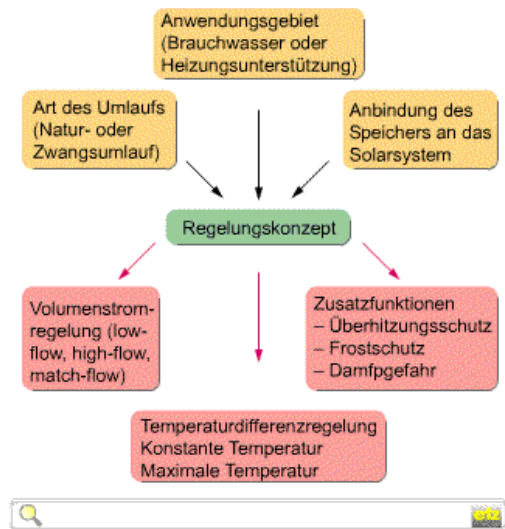 Anwendungsgebiet
(Brauchwasser oder
Heizungsunterstützung)
Art des Umlaufs
(Natur- oder
Zwangsumlauf)
Anbindung des
Speichers an das
Solarsystem
Regelungskonzept
Volumenstrom-
regelung (low-
flow, high-flow,
match-flow)
Zusatzfunktionen
– Überhitzungsschutz
– Frostschutz
– Damfpgefahr
Temperaturdifferenzregelung
Konstante Temperatur
Maximale Temperatur
etz